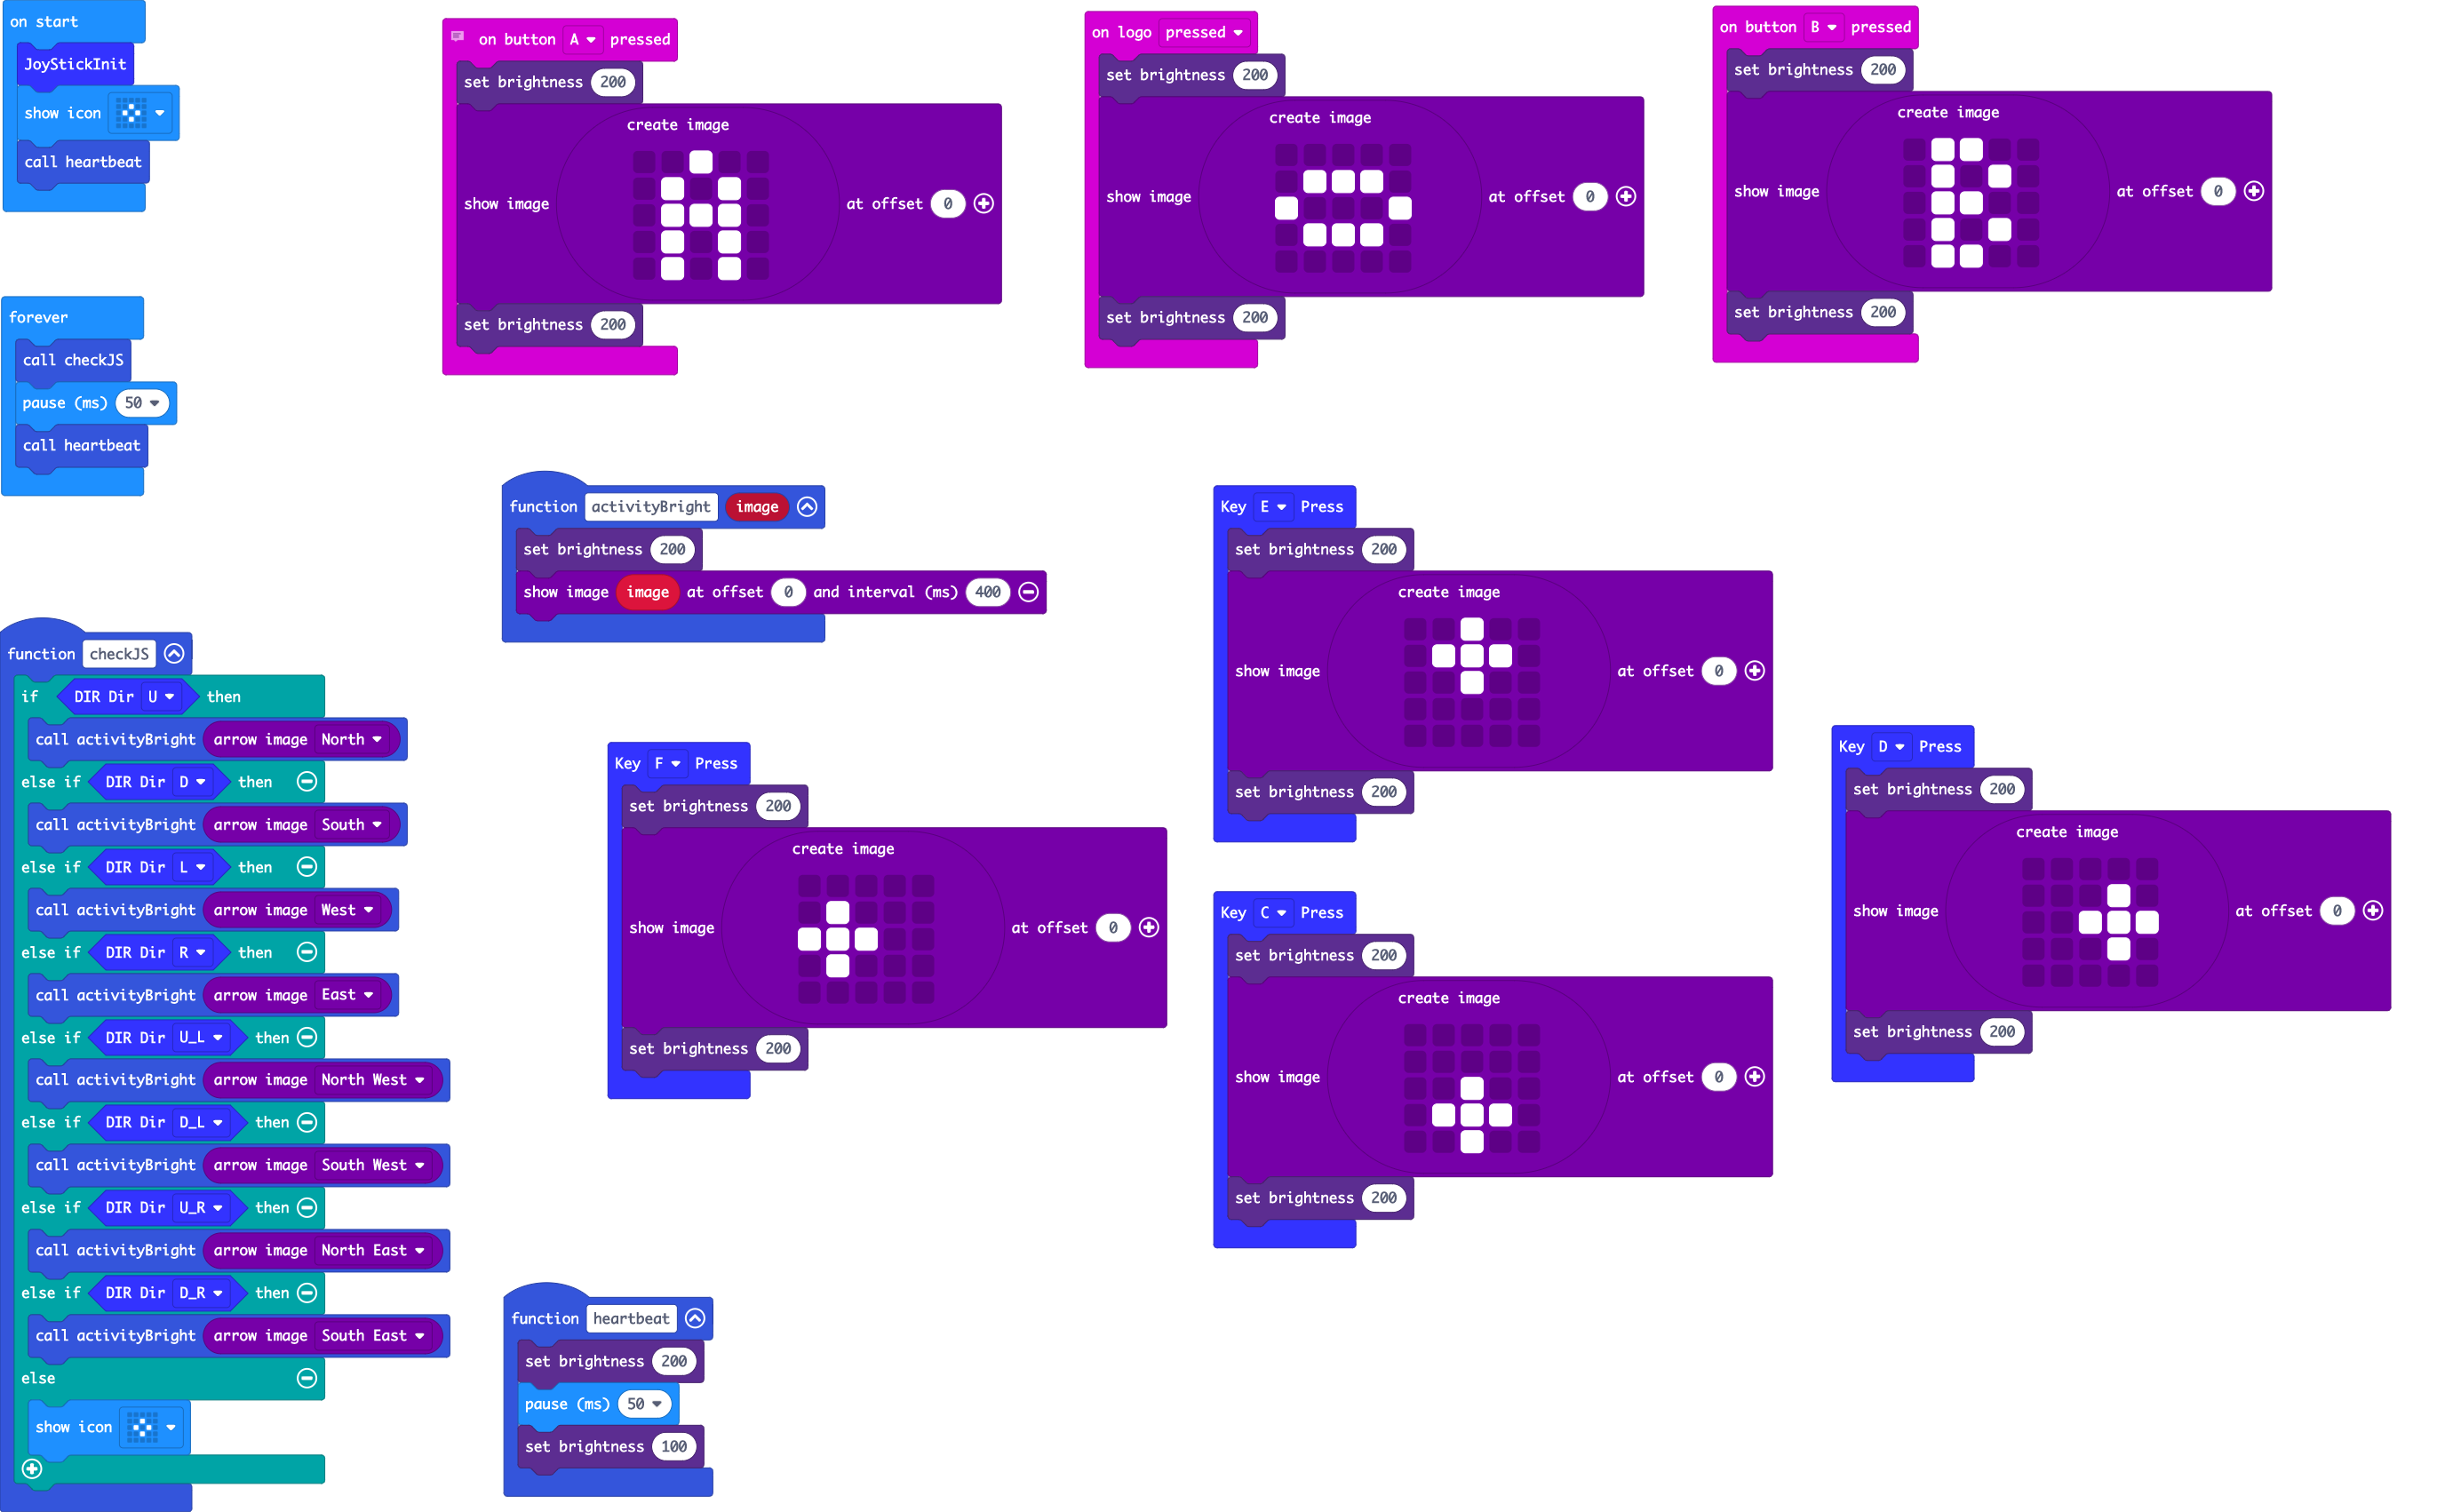 on start
JoyStickInit
show icon
call heartbeat
forever
call checkJS
pause (ms) 50
call heartbeat
function checkJS
if DIR Dir U then
call activityBright arrow image North
else if DIR Dir D then
call activityBright arrow image South
else if DIR Dir L then
call activityBright arrow image West
else if DIR Dir R then
call activityBright arrow image East
else if DIR Dir U_L then
call activityBright arrow image North West
else if DIR Dir D_L then
call activityBright arrow image South West
else if DIR Dir U_R then
call activityBright arrow image North East
else if DIR Dir D_R then
call activityBright arrow image South East
else
show icon
on button A pressed
set brightness 200
create image
show image at offset 0
set brightness 200
on logo pressed
set brightness 200
create image
show image at offset 0
set brightness 200
on button B pressed
set brightness 200
create image
show image at offset 0
set brightness 200
function activityBright image
set brightness 200
show image image at offset 0 and interval (ms) 400
Key E Press
set brightness 200
create image
show image at offset 0
set brightness 200
Key F Press
set brightness 200
create image
show image at offset 0
set brightness 200
Key D Press
set brightness 200
create image
show image at offset 0
set brightness 200
Key C Press
set brightness 200
create image
show image at offset 0
set brightness 200
function heartbeat
set brightness 200
pause (ms) 50
set brightness 100